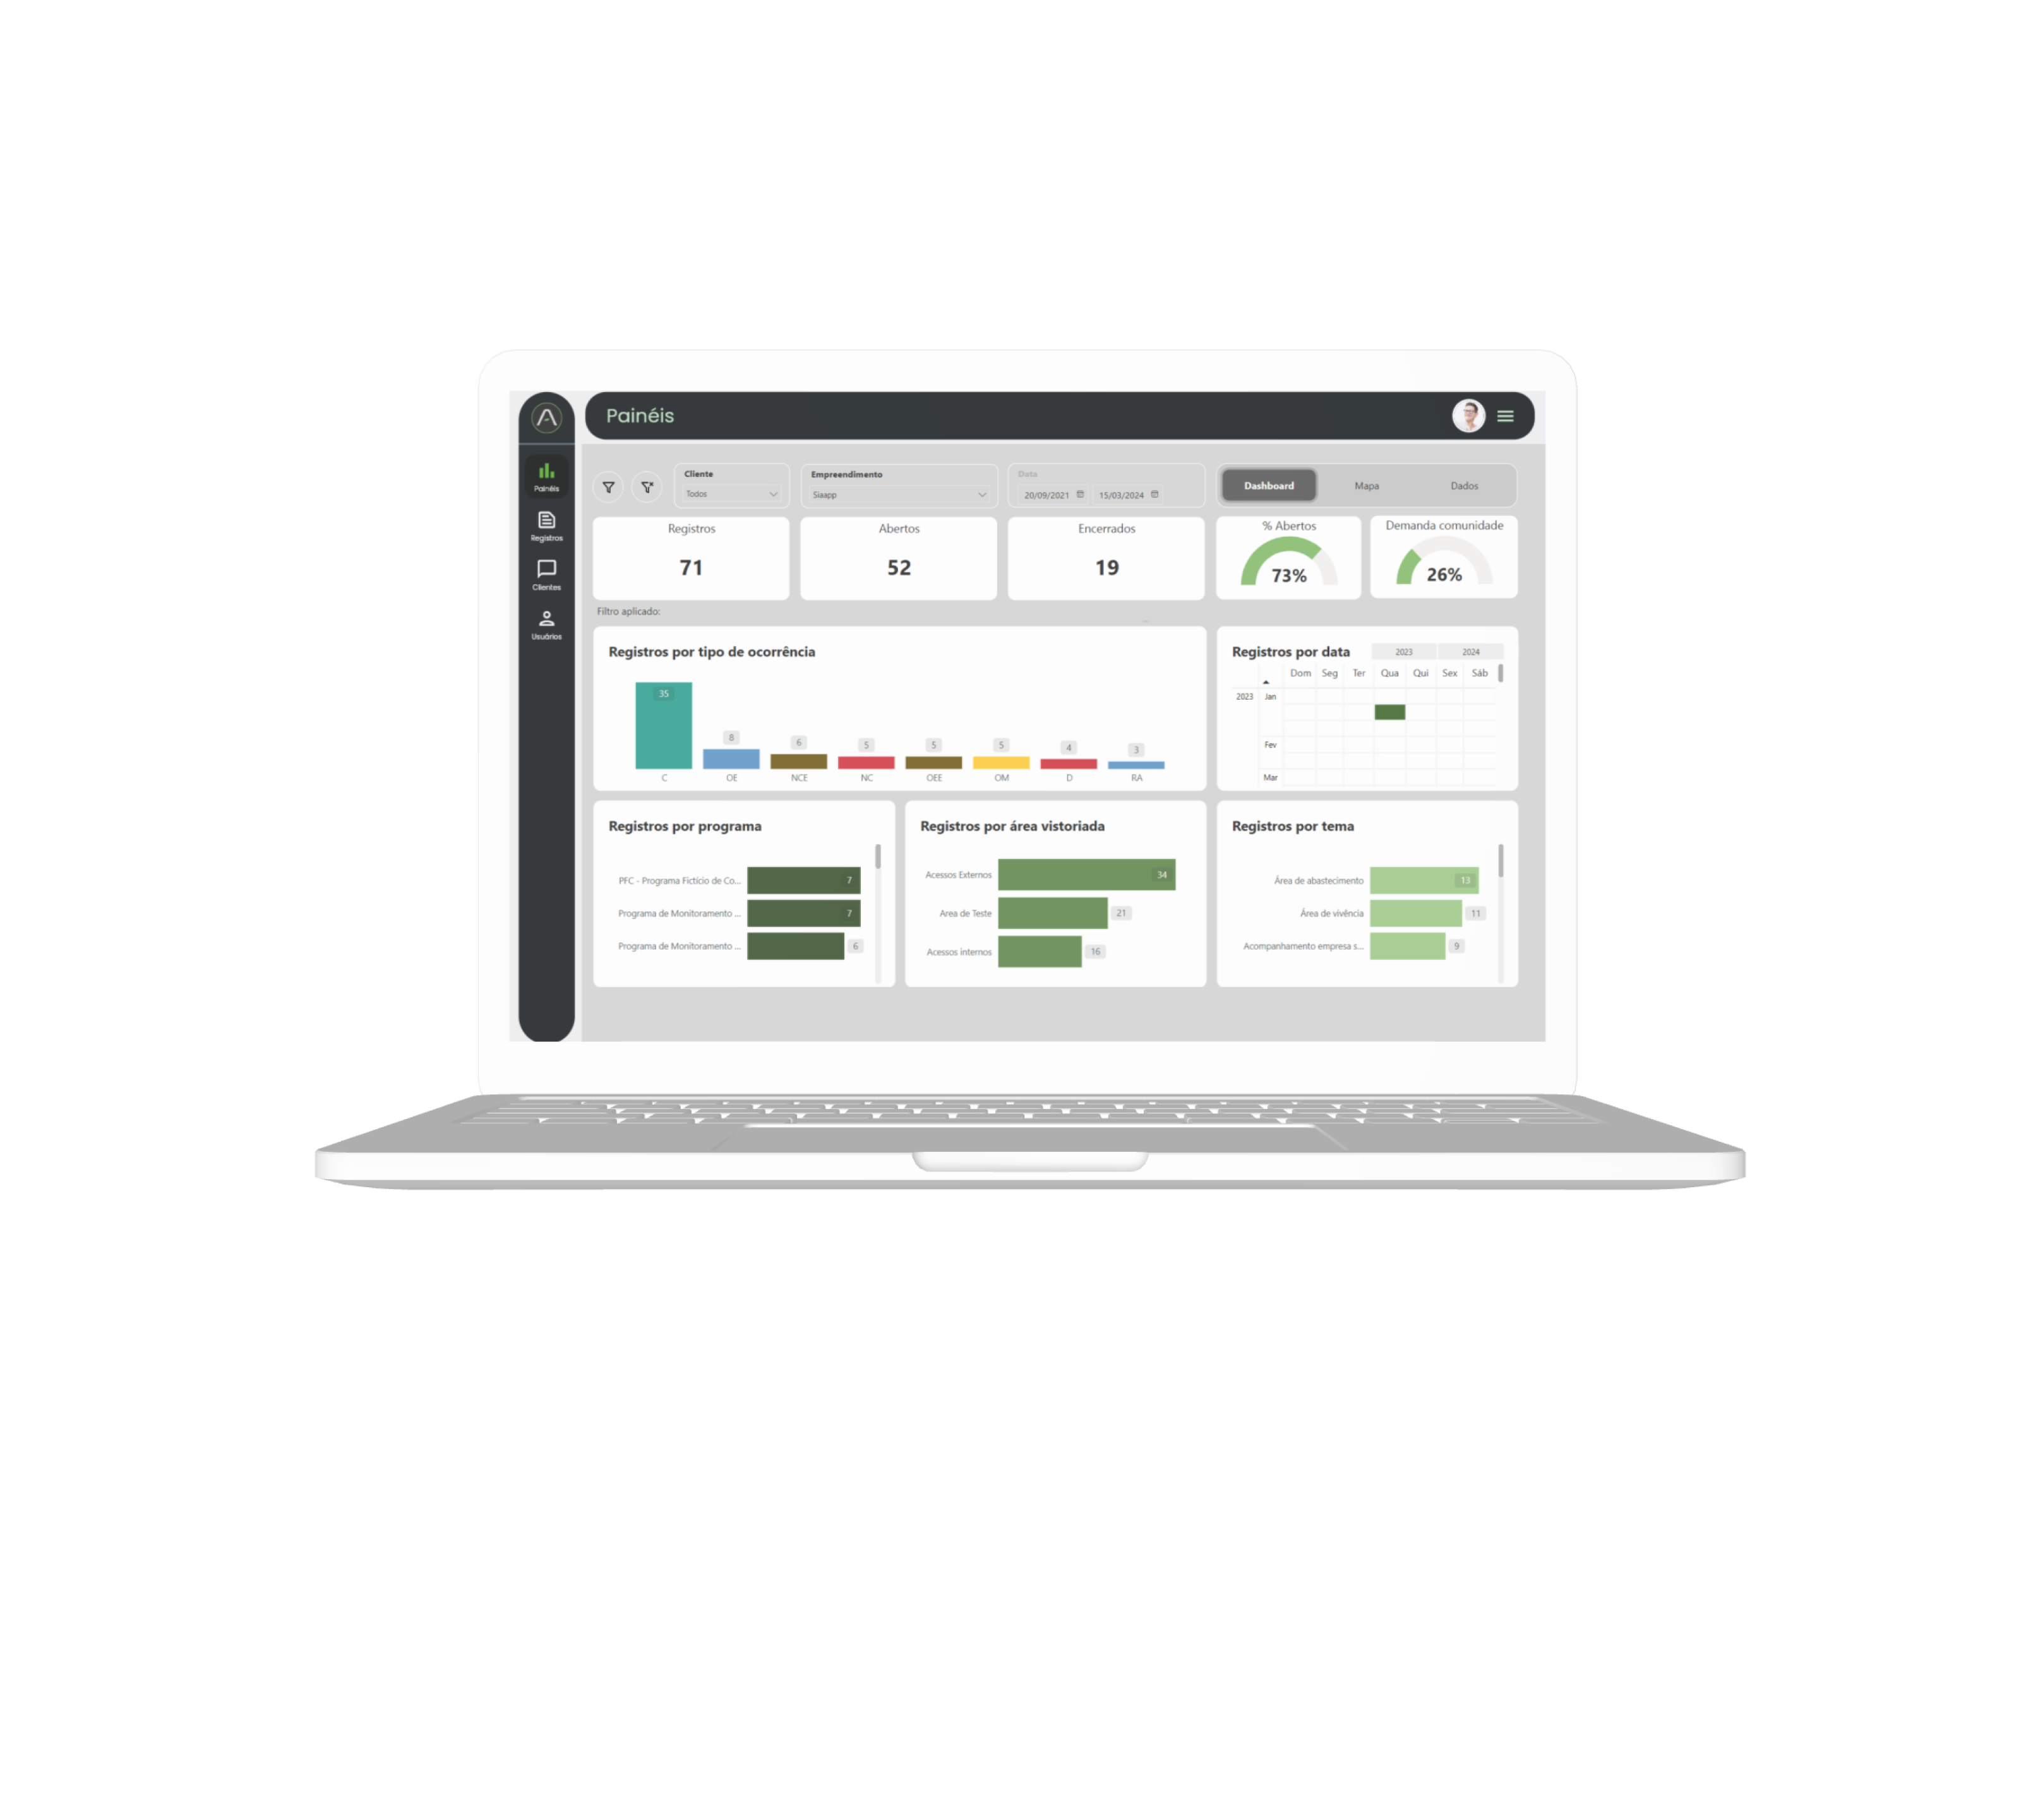 Painéis
Painéis
Registros
Clientes
Usuários
Cliente
Todos
Empreendimento
Siaapp
Data
20/09/2021 15/03/2024
Dashboard Mapa Dados
Registros
71
Abertos
52
Encerrados
19
% Abertos
73%
Demanda comunidade
26%
Filtro aplicado:
Registros por tipo de ocorrência
35 8 6 5 5 5 4 3
C OE NCE NC OEE OM D RA
Registros por data 2023 2024
Dom Seg Ter Qua Qui Sex Sáb
2023 Jan
Fev
Mar
Registros por programa
PFC - Programa Fictício de Co... 7
Programa de Monitoramento ... 7
Programa de Monitoramento ... 6
Registros por área vistoriada
Acessos Externos 34
Area de Teste 21
Acessos internos 16
Registros por tema
Área de abastecimento 13
Área de vivência 11
Acompanhamento empresa s... 9